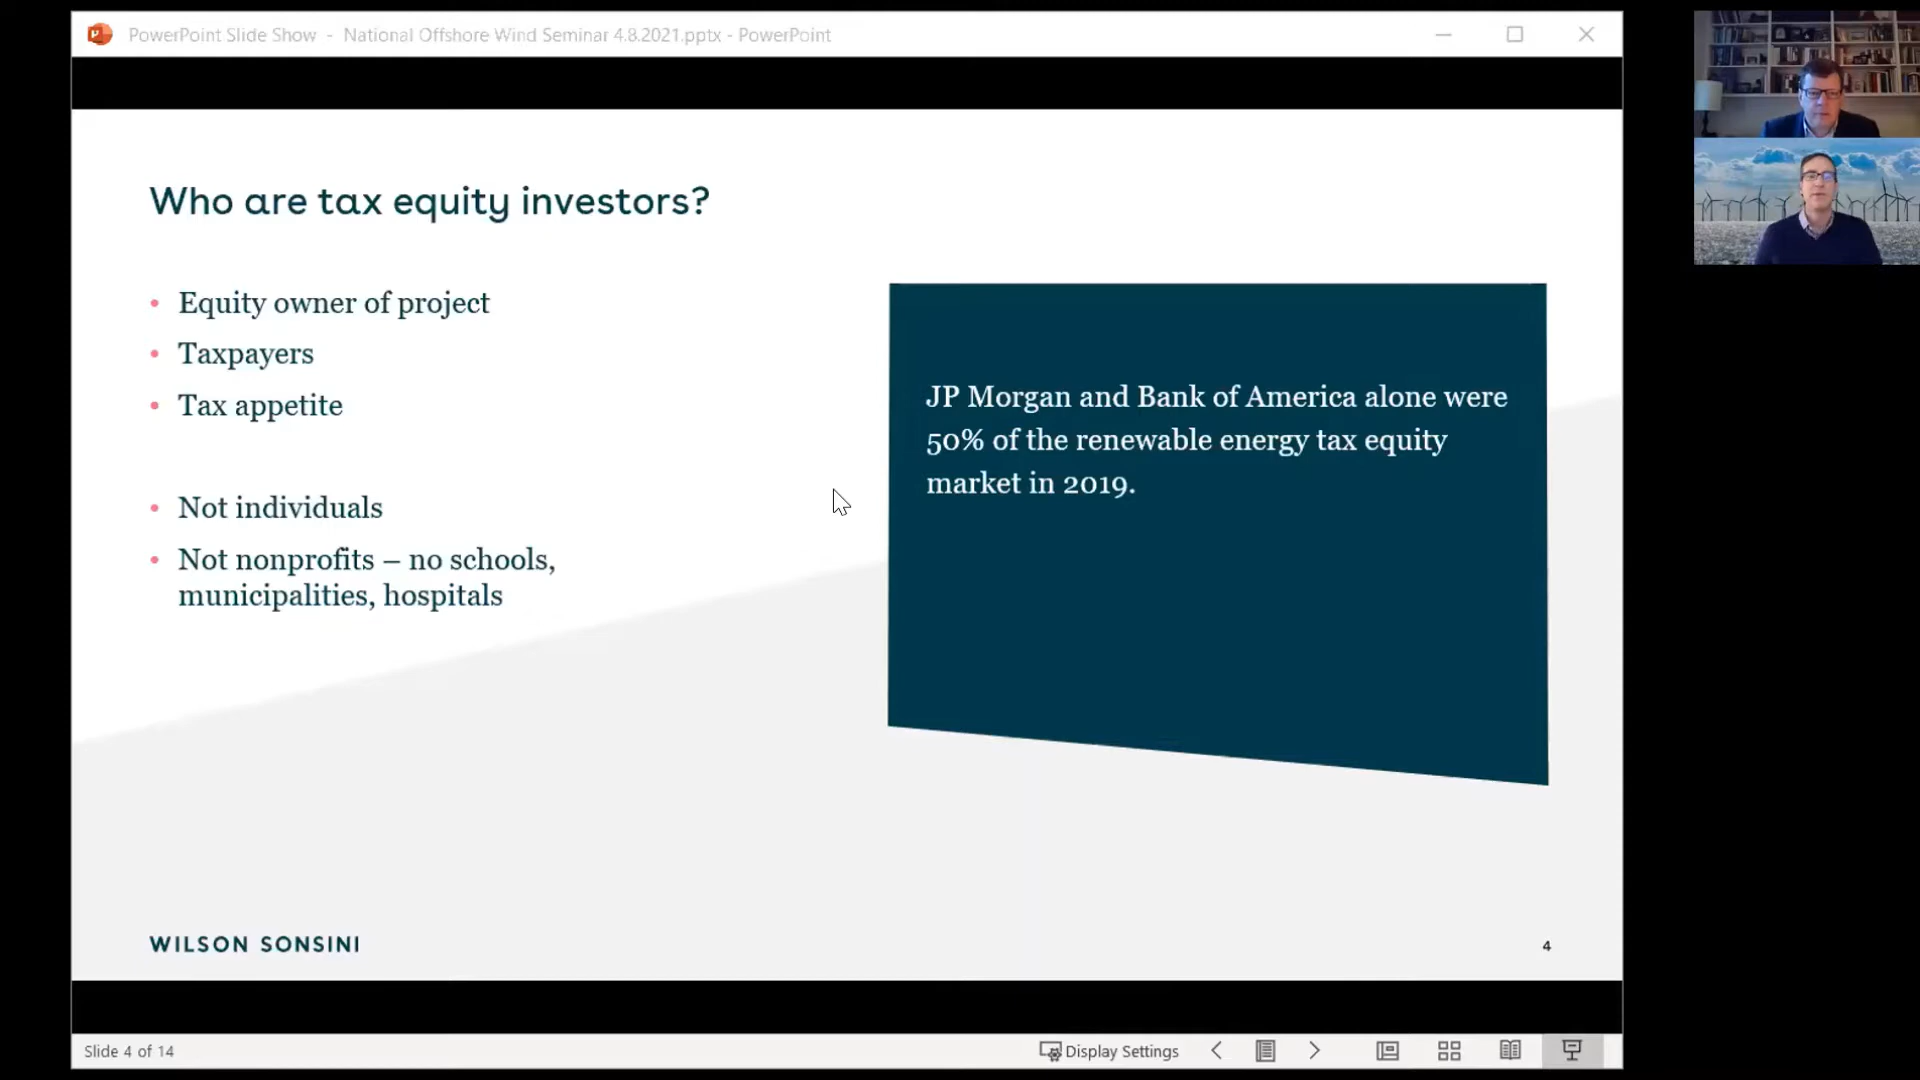 PowerPoint Slide Show - National Offshore Wind Seminar 4.8.2021.pptx - PowerPoint
Who are tax equity investors?
• Equity owner of project
• Taxpayers
• Tax appetite
• Not individuals
• Not nonprofits – no schools,
municipalities, hospitals
JP Morgan and Bank of America alone were
50% of the renewable energy tax equity
market in 2019.
WILSON SONSINI
4
Slide 4 of 14
Display Settings